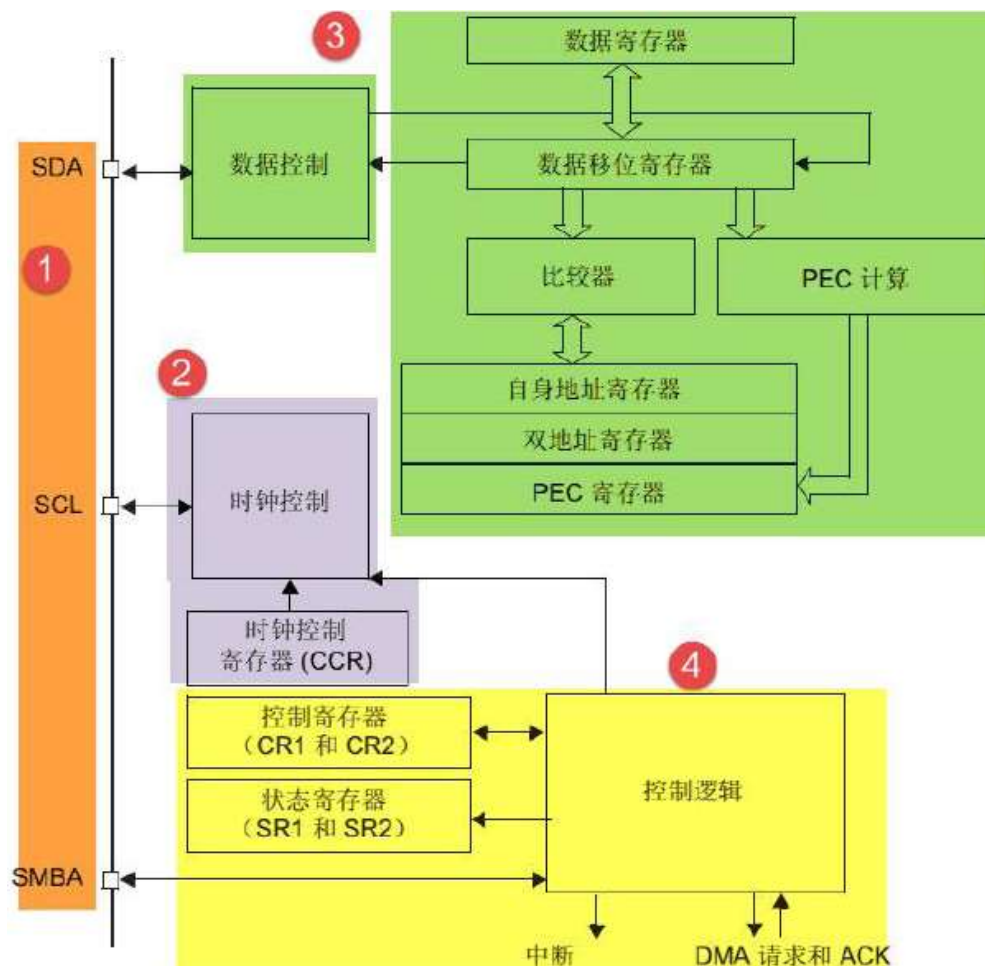 3
数据寄存器
SDA
数据控制
数据移位寄存器
1
比较器
PEC 计算
2
自身地址寄存器
双地址寄存器
PEC 寄存器
SCL
时钟控制
时钟控制
寄存器 (CCR)
4
控制寄存器
（CR1 和 CR2）
控制逻辑
状态寄存器
（SR1 和 SR2）
SMBA
中断
DMA 请求和 ACK